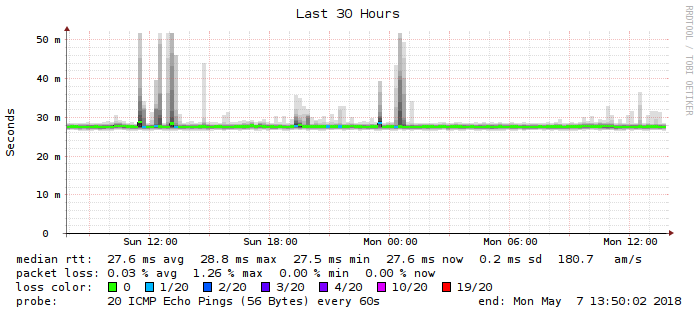 Last 30 Hours
RRDTOOL / TOBI OETIKER
Seconds
50 m
40 m
30 m
20 m
10 m
0
Sun 12:00 Sun 18:00 Mon 00:00 Mon 06:00 Mon 12:00
median rtt: 27.6 ms avg 28.8 ms max 27.5 ms min 27.6 ms now 0.2 ms sd 180.7 am/s
packet loss: 0.03 % avg 1.26 % max 0.00 % min 0.00 % now
loss color: 0 1/20 2/20 3/20 4/20 10/20 19/20
probe: 20 ICMP Echo Pings (56 Bytes) every 60s end: Mon May 7 13:50:02 2018